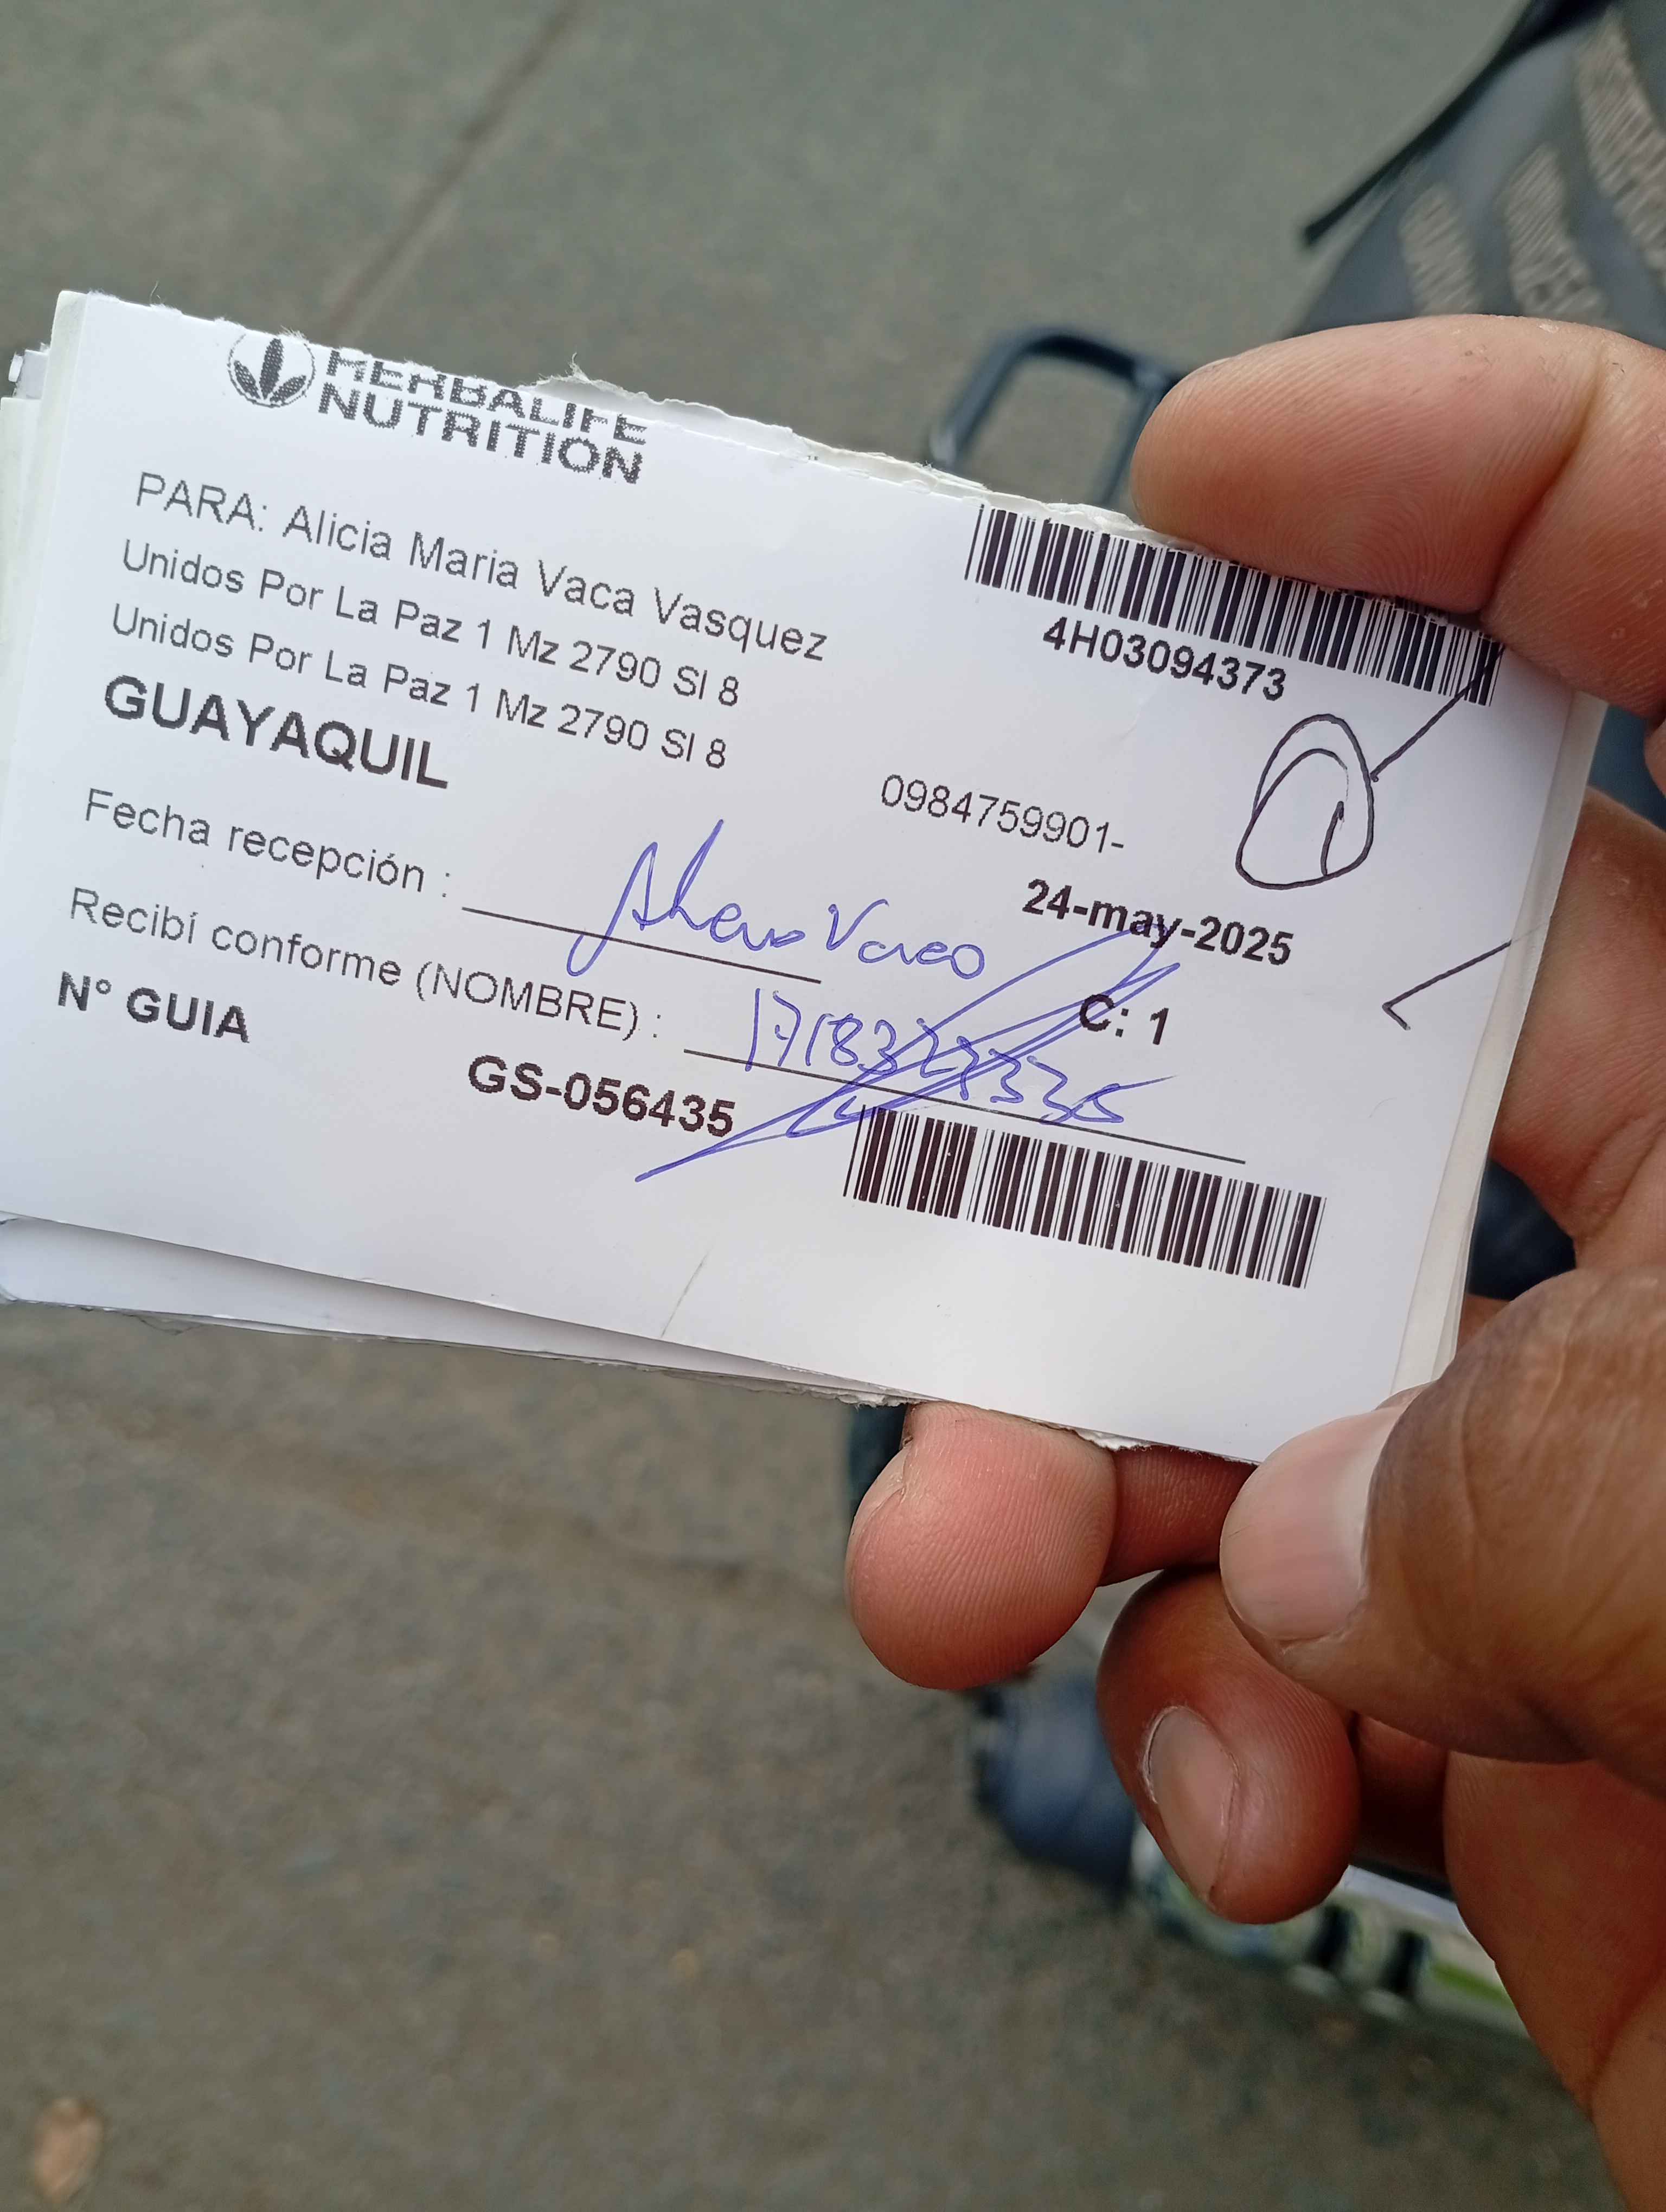 HERBALIFE
NUTRITION
PARA: Alicia Maria Vaca Vasquez
Unidos Por La Paz 1 Mz 2790 Sl 8
Unidos Por La Paz 1 Mz 2790 Sl 8
GUAYAQUIL
4H03094373
0984759901-
24-may-2025
Fecha recepción :
Recibí conforme (NOMBRE) :
C: 1
N° GUIA
GS-056435